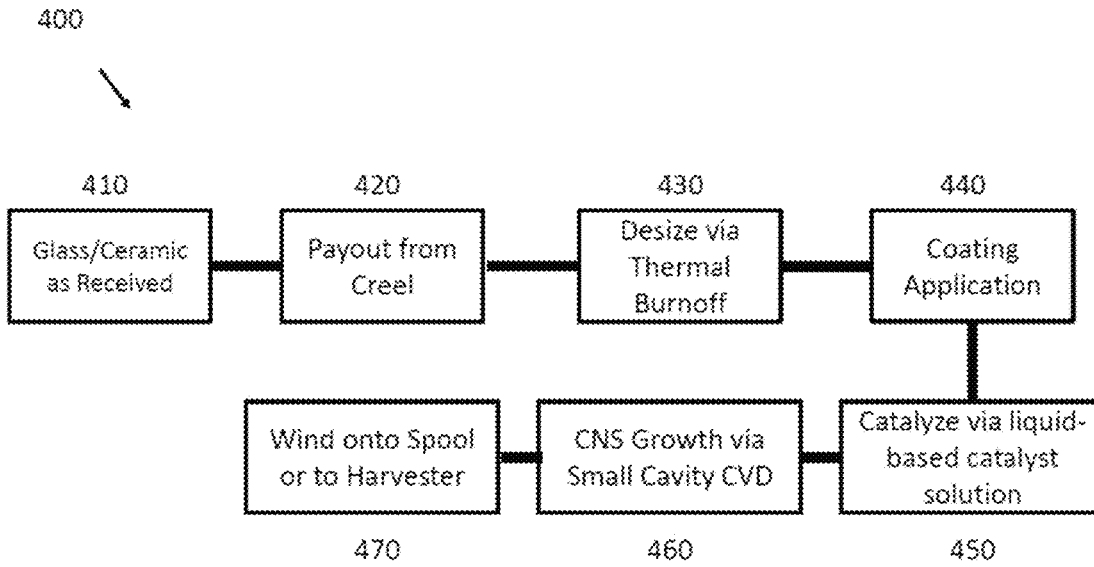 400
410
Glass/Ceramic
as Received
420
Payout from
Creel
430
Desize via
Thermal
Burnoff
440
Coating
Application
Catalyze via liquid-
based catalyst
solution
450
CNS Growth via
Small Cavity CVD
460
Wind onto Spool
or to Harvester
470